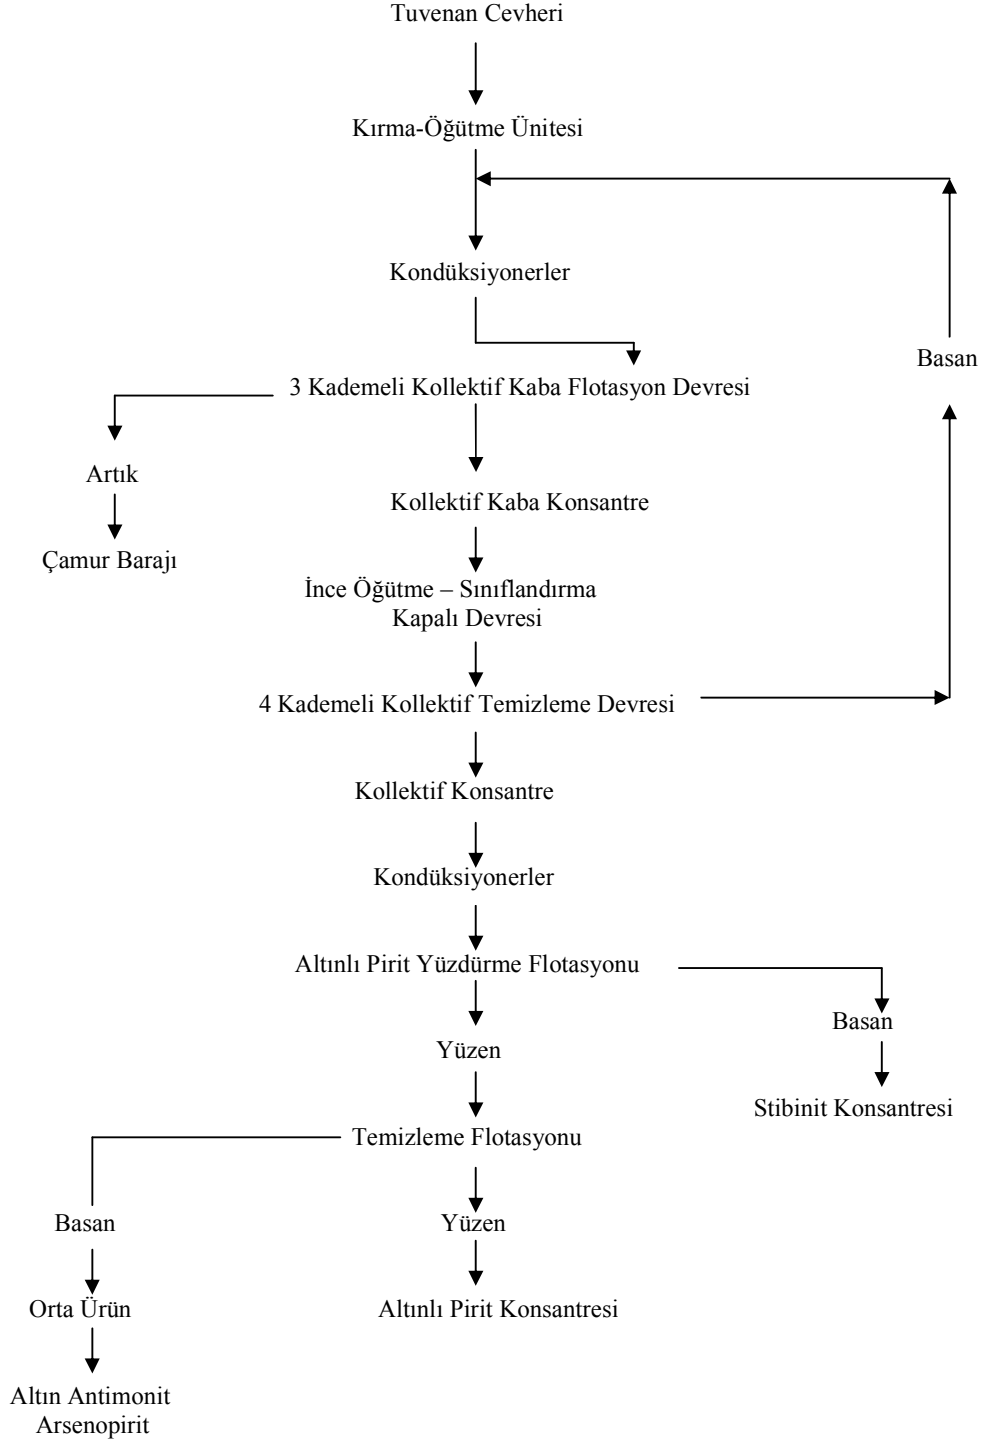 Tuvenan Cevheri
Kırma-Öğütme Ünitesi
Kondüksiyonerler
Basan
3 Kademeli Kollektif Kaba Flotasyon Devresi
Artık
Kollektif Kaba Konsantre
Çamur Barajı
İnce Öğütme – Sınıflandırma
Kapalı Devresi
4 Kademeli Kollektif Temizleme Devresi
Kollektif Konsantre
Kondüksiyonerler
Altınlı Pirit Yüzdürme Flotasyonu
Basan
Yüzen
Stibinit Konsantresi
Temizleme Flotasyonu
Basan
Yüzen
Orta Ürün
Altınlı Pirit Konsantresi
Altın Antimonit
Arsenopirit